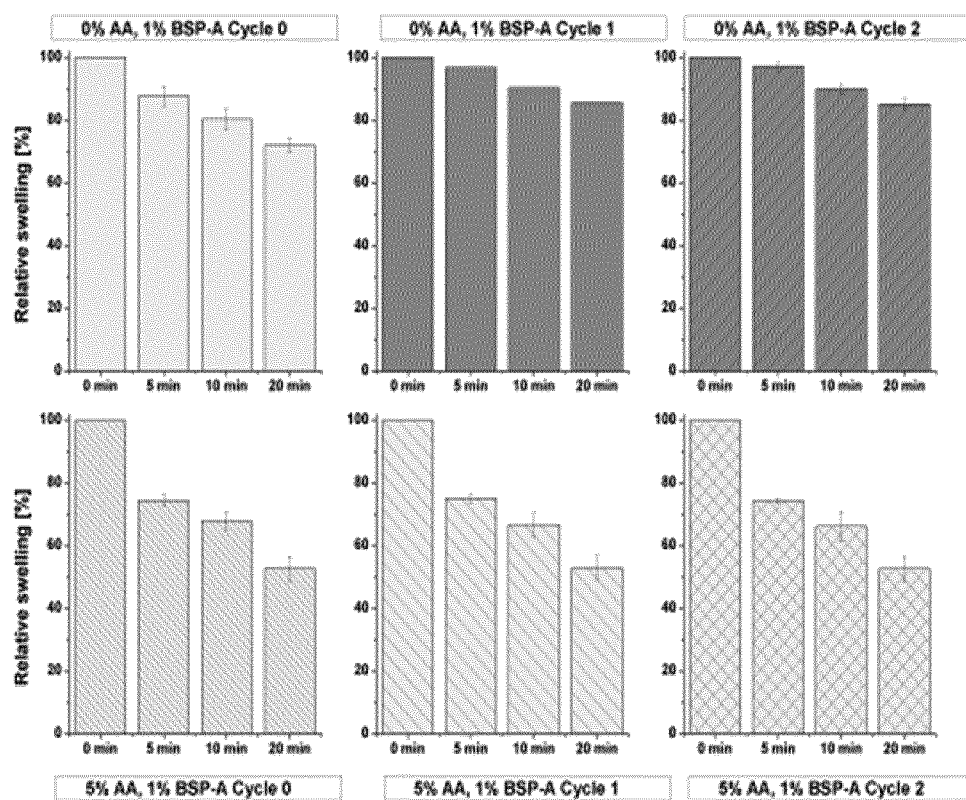 0% AA, 1% BSP-A Cycle 0
0% AA, 1% BSP-A Cycle 1
0% AA, 1% BSP-A Cycle 2
Relative swelling [%]
100
80
60
40
20
0
0 min 5 min 10 min 20 min
100
80
60
40
20
0
0 min 5 min 10 min 20 min
100
80
60
40
20
0
0 min 5 min 10 min 20 min
Relative swelling [%]
100
80
60
40
20
0
0 min 5 min 10 min 20 min
100
80
60
40
20
0
0 min 5 min 10 min 20 min
100
80
60
40
20
0
0 min 5 min 10 min 20 min
5% AA, 1% BSP-A Cycle 0
5% AA, 1% BSP-A Cycle 1
5% AA, 1% BSP-A Cycle 2